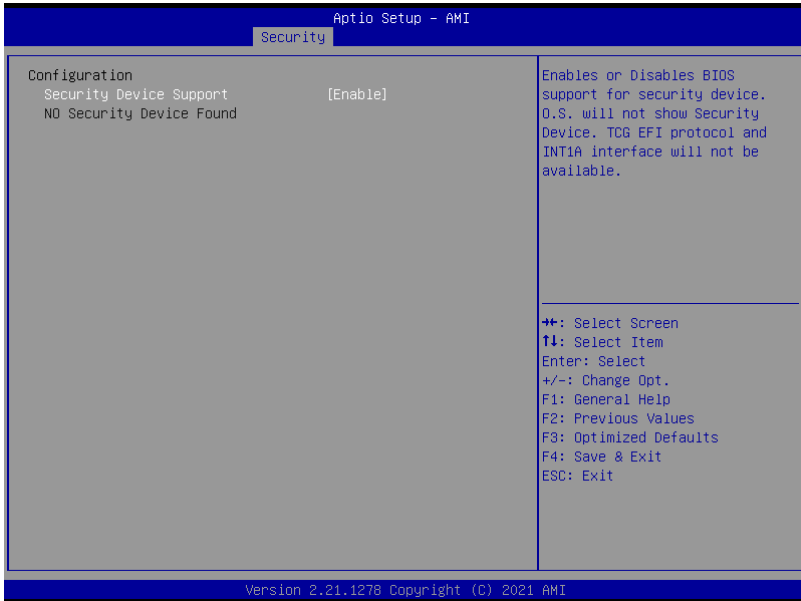 Aptio Setup – AMI
Security
Configuration
Security Device Support [Enable]
NO Security Device Found
Enables or Disables BIOS
support for security device.
O.S. will not show Security
Device. TCG EFI protocol and
INT1A interface will not be
available.
→←: Select Screen
↑↓: Select Item
Enter: Select
+/-: Change Opt.
F1: General Help
F2: Previous Values
F3: Optimized Defaults
F4: Save & Exit
ESC: Exit
Version 2.21.1278 Copyright (C) 2021 AMI